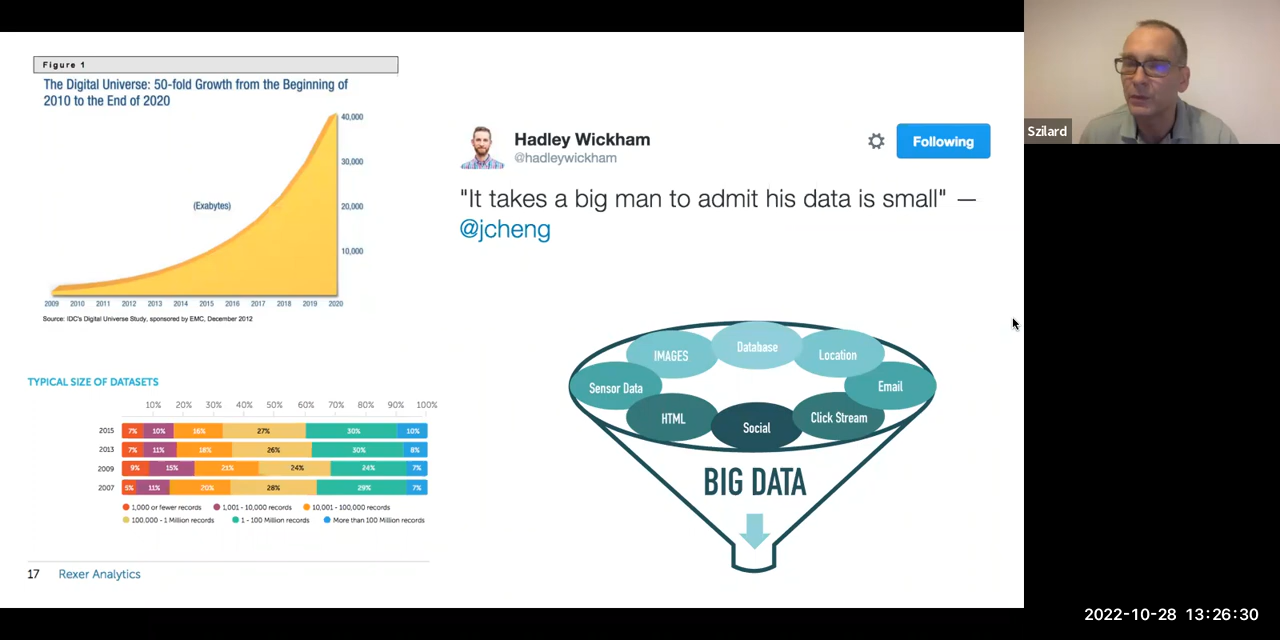 Figure 1
The Digital Universe: 50-fold Growth from the Beginning of
2010 to the End of 2020
40,000
30,000
(Exabytes)
20,000
10,000
2009 2010 2011 2012 2013 2014 2015 2016 2017 2018 2019 2020
Source: IDC's Digital Universe Study, sponsored by EMC, December 2012
TYPICAL SIZE OF DATASETS
10% 20% 30% 40% 50% 60% 70% 80% 90% 100%
2015 7% 10% 16% 27% 30% 10%
2013 7% 11% 18% 26% 30% 8%
2009 9% 15% 21% 24% 24% 7%
2007 5% 11% 20% 28% 29% 7%
1,000 or fewer records 1,001 - 10,000 records 10,001 - 100,000 records
100,000 - 1 Million records 1 - 100 Million records More than 100 Million records
17 Rexer Analytics
Hadley Wickham
@hadleywickham
Following
"It takes a big man to admit his data is small" —
@jcheng
IMAGES
Database
Location
Sensor Data
Email
HTML
Social
Click Stream
BIG DATA
Szilard
2022-10-28 13:26:30